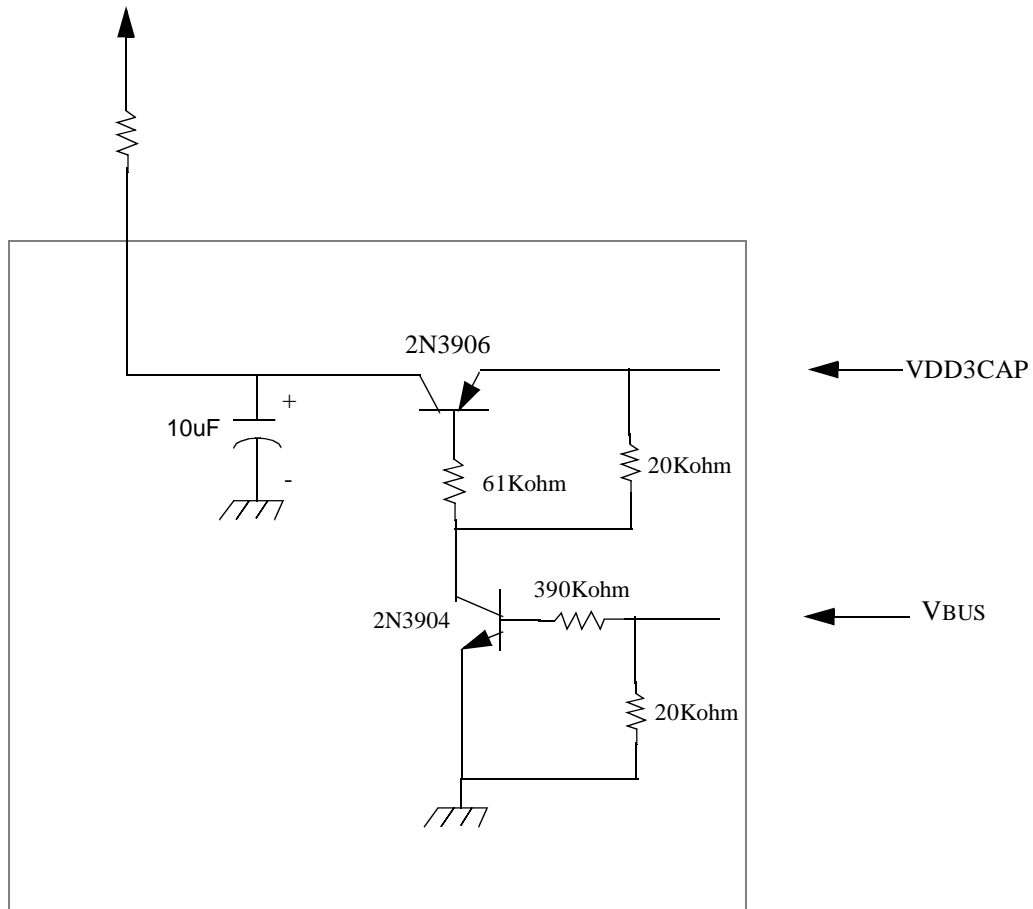 2N3906
VDD3CAP
+
10uF
-
61Kohm
20Kohm
390Kohm
2N3904
VBUS
20Kohm